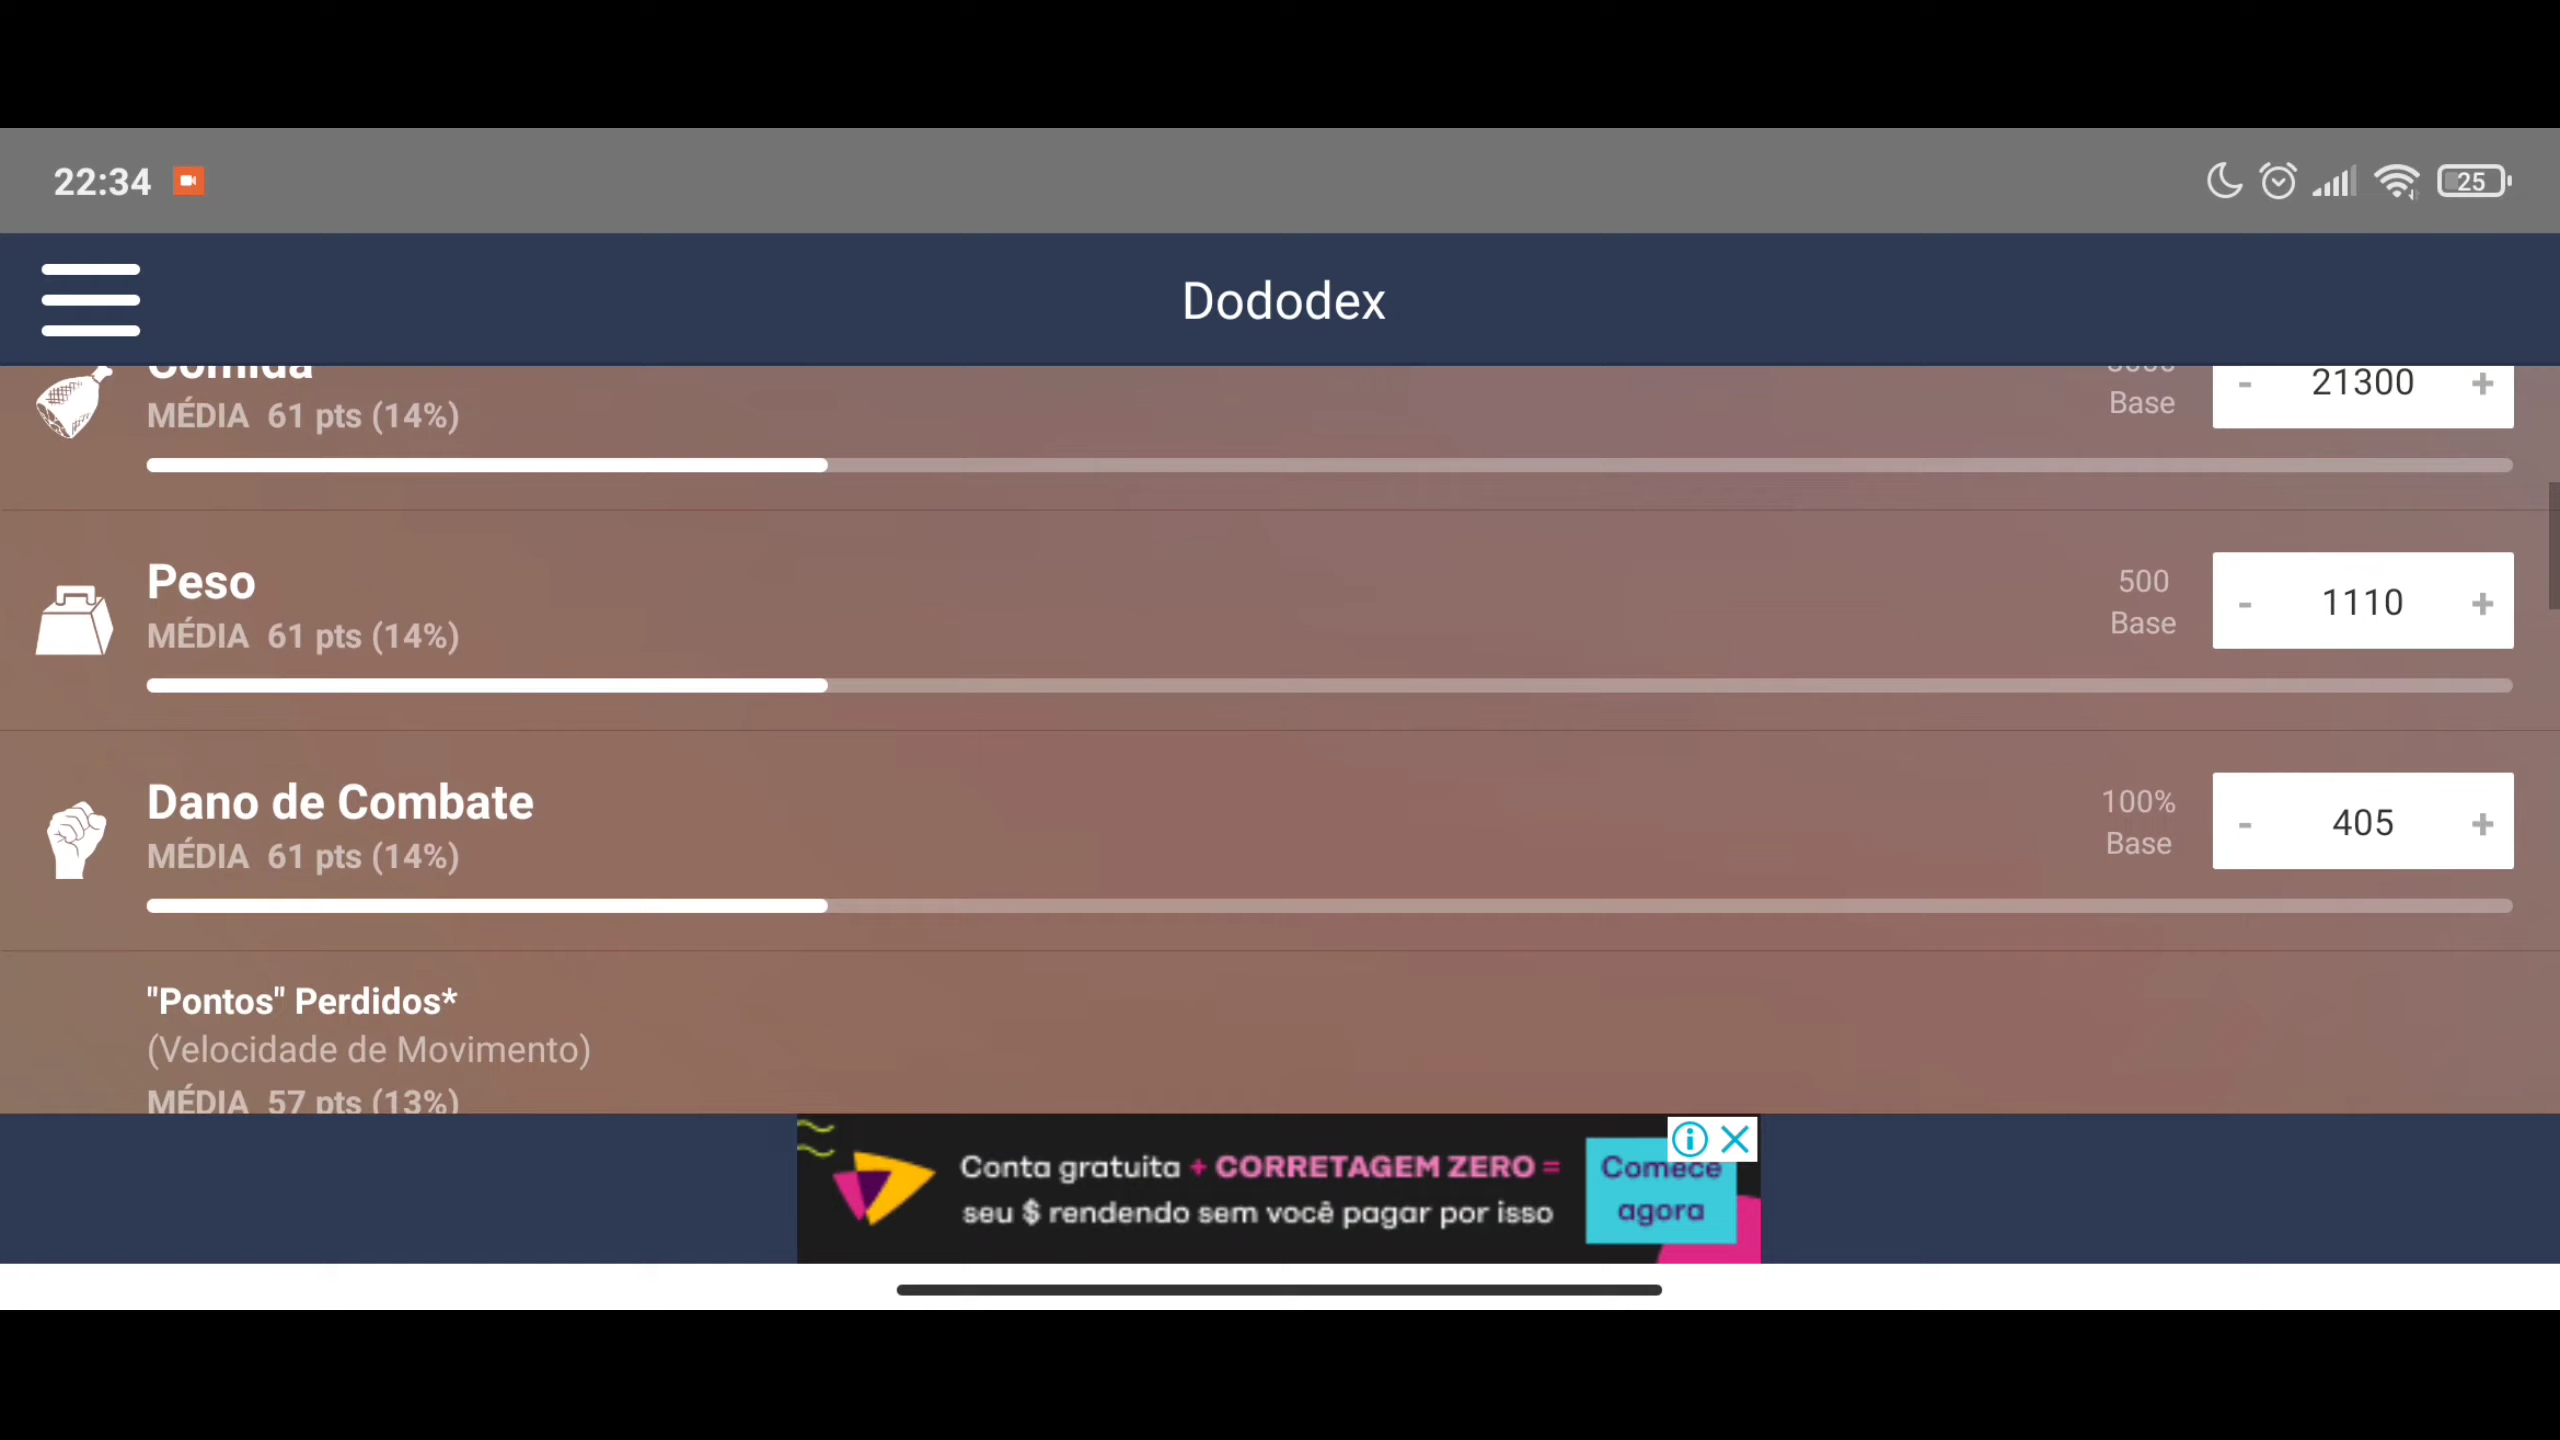 22:34
25
Dododex
Comida
MÉDIA 61 pts (14%)
Base
- 21300 +
Peso
MÉDIA 61 pts (14%)
500
Base
- 1110 +
Dano de Combate
MÉDIA 61 pts (14%)
100%
Base
- 405 +
"Pontos" Perdidos*
(Velocidade de Movimento)
MÉDIA 57 pts (13%)
Conta gratuita + CORRETAGEM ZERO =
seu $ rendendo sem você pagar por isso
Comece
agora